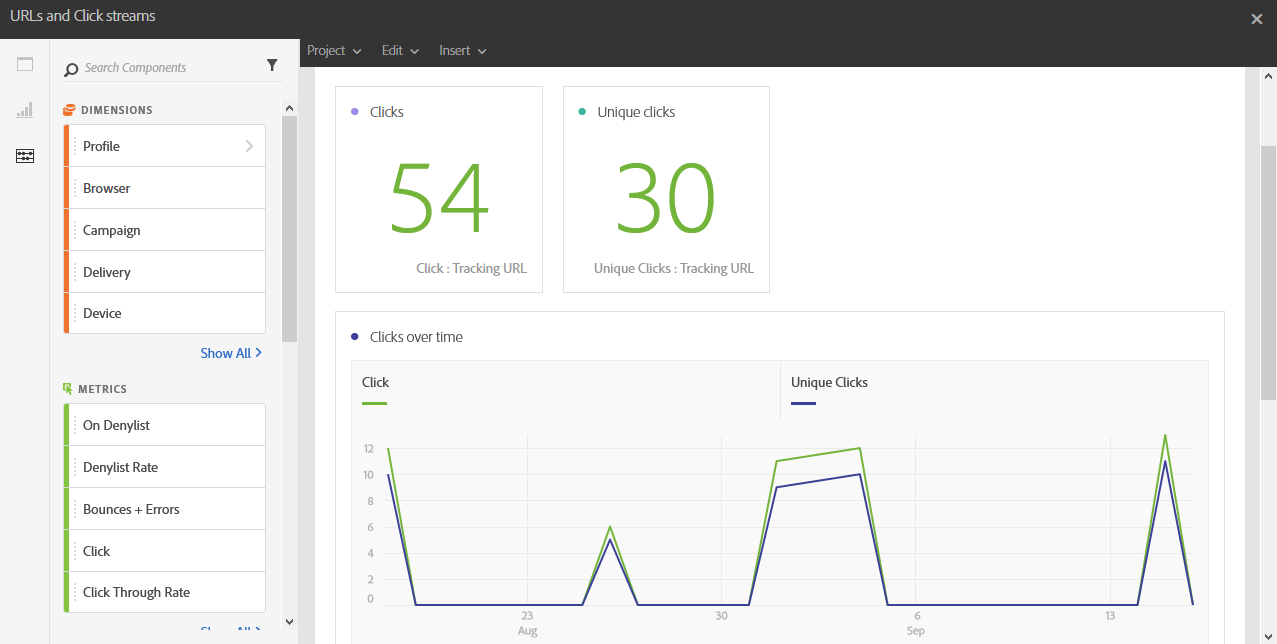 URLs and Click streams
Project
Edit
Insert
Search Components
DIMENSIONS
Profile
Browser
Campaign
Delivery
Device
Show All
METRICS
On Denylist
Denylist Rate
Bounces + Errors
Click
Click Through Rate
Show All
Clicks
54
Click : Tracking URL
Unique clicks
30
Unique Clicks : Tracking URL
Clicks over time
Click
Unique Clicks
12
10
8
6
4
2
0
23
Aug
30
6
Sep
13